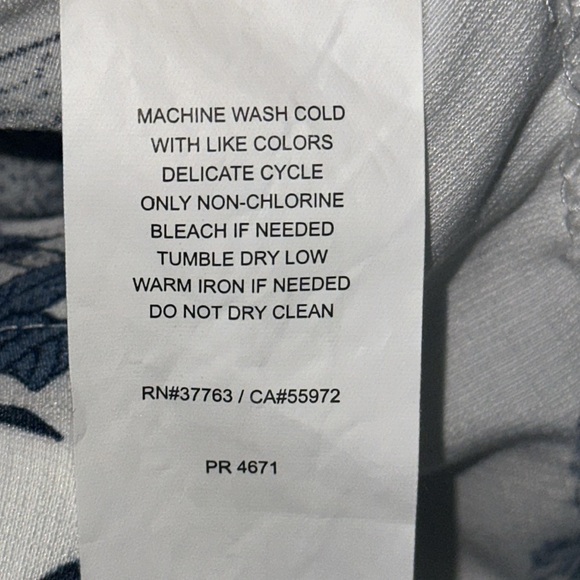 MACHINE WASH COLD
WITH LIKE COLORS
DELICATE CYCLE
ONLY NON-CHLORINE
BLEACH IF NEEDED
TUMBLE DRY LOW
WARM IRON IF NEEDED
DO NOT DRY CLEAN
RN#37763 / CA#55972
PR 4671